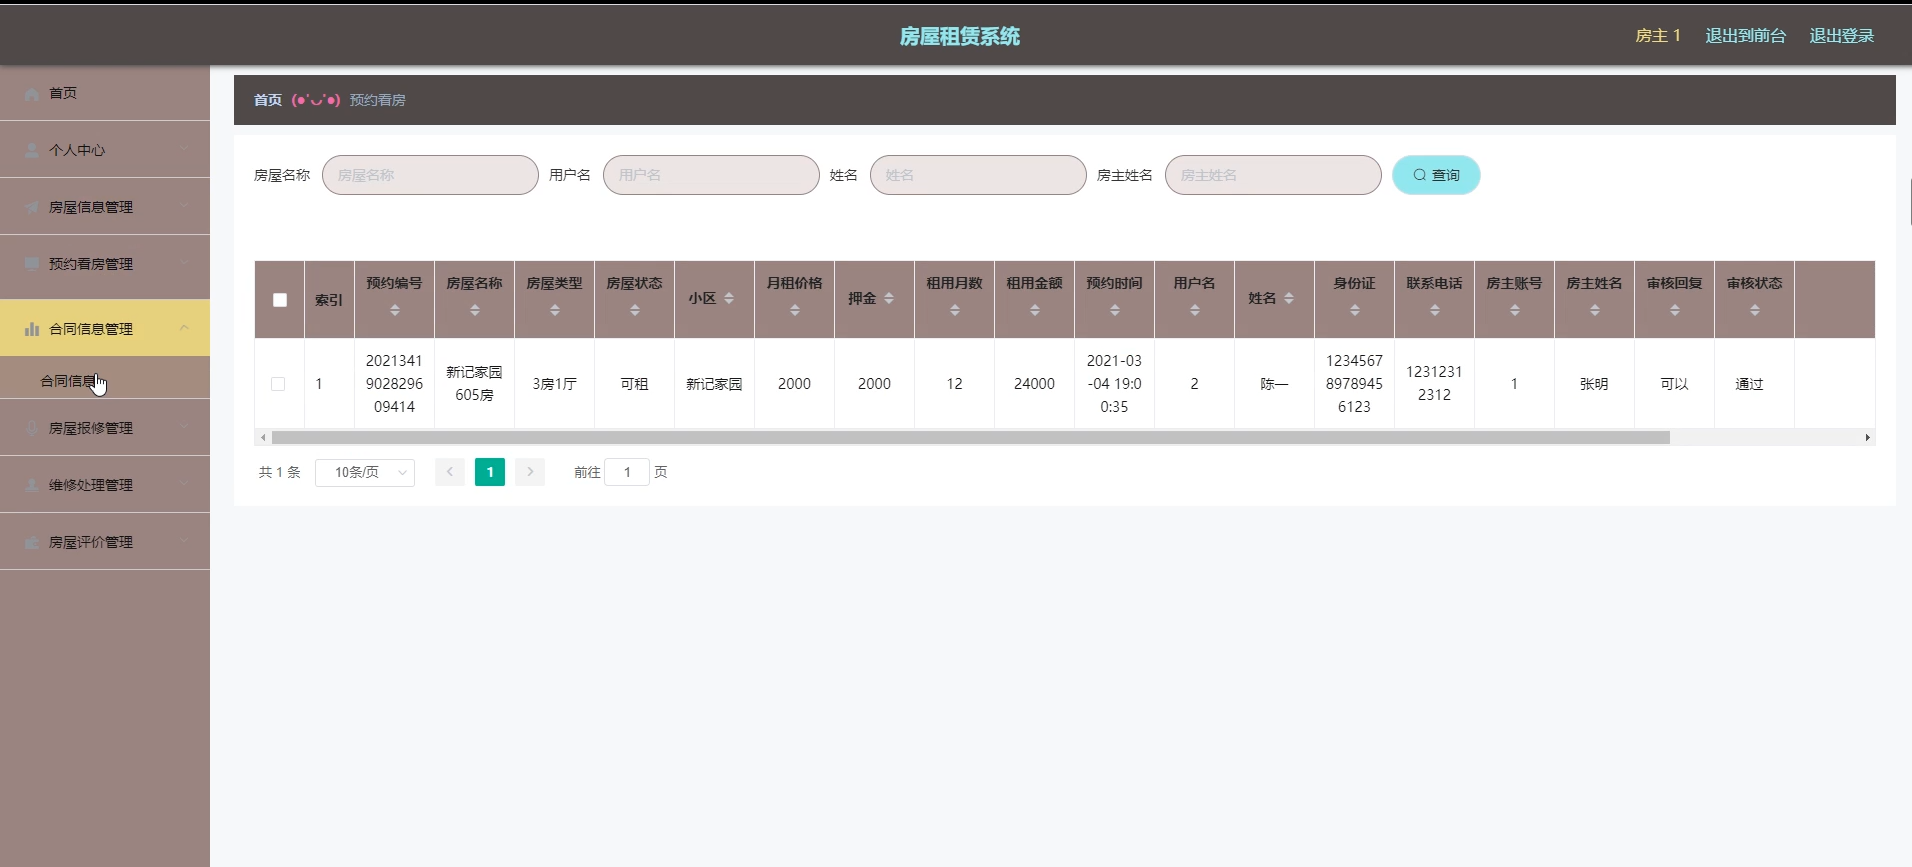 房屋租赁系统
房主 1 退出到前台 退出登录
首页
个人中心
房屋信息管理
预约看房管理
合同信息管理
合同信息
房屋报修管理
维修处理管理
房屋评价管理
首页 (●'◡'●) 预约看房
房屋名称 房屋名称 用户名 用户名 姓名 姓名 房主姓名 房主姓名 查询
索引 预约编号 房屋名称 房屋类型 房屋状态 小区 月租价格 押金 租用月数 租用金额 预约时间 用户名 姓名 身份证 联系电话 房主账号 房主姓名 审核回复 审核状态
1
2021341
9028296
09414
新记家园
605房
3房1厅
可租
新记家园
2000
2000
12
24000
2021-03
-04 19:0
0:35
2
陈一
1234567
8978945
6123
1231231
2312
1
张明
可以
通过
共 1 条 10条/页 1 前往 1 页